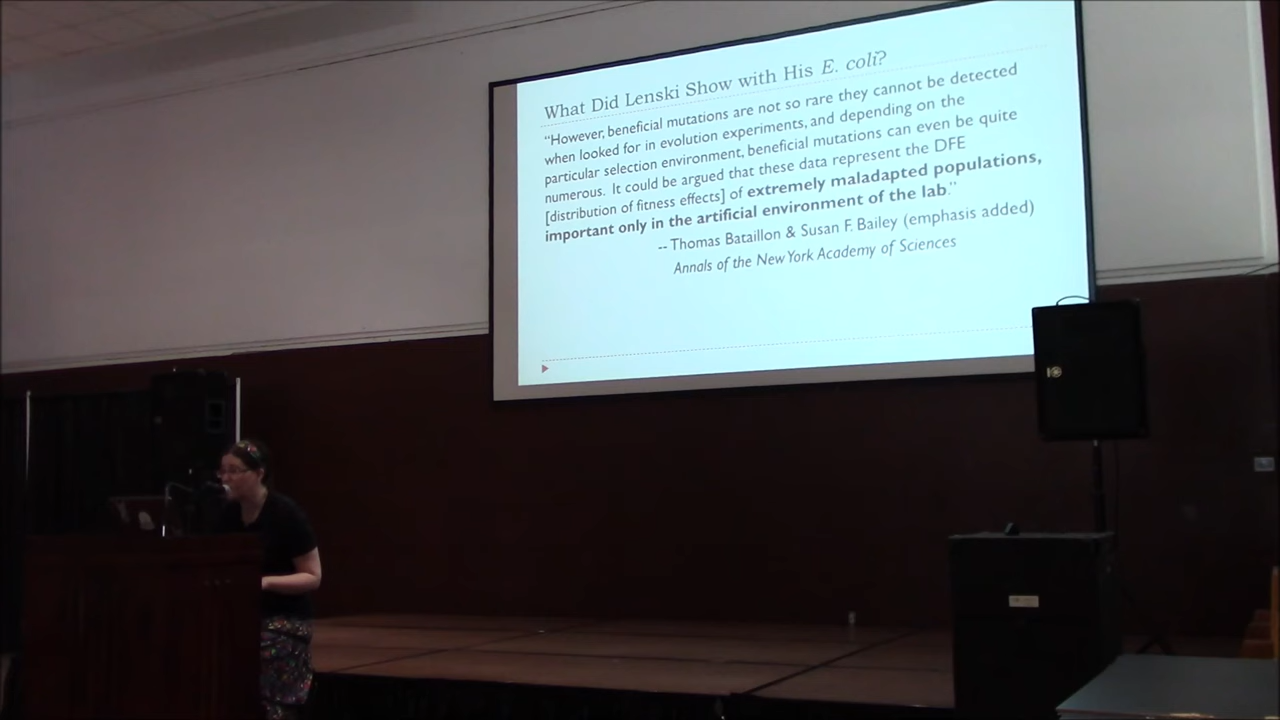 What Did Lenski Show with His E. coli?
“However, beneficial mutations are not so rare they cannot be detected
when looked for in evolution experiments, and depending on the
particular selection environment, beneficial mutations can even be quite
numerous. It could be argued that these data represent the DFE
[distribution of fitness effects] of extremely maladapted populations,
important only in the artificial environment of the lab.”
-- Thomas Bataillon & Susan F. Bailey (emphasis added)
Annals of the New York Academy of Sciences